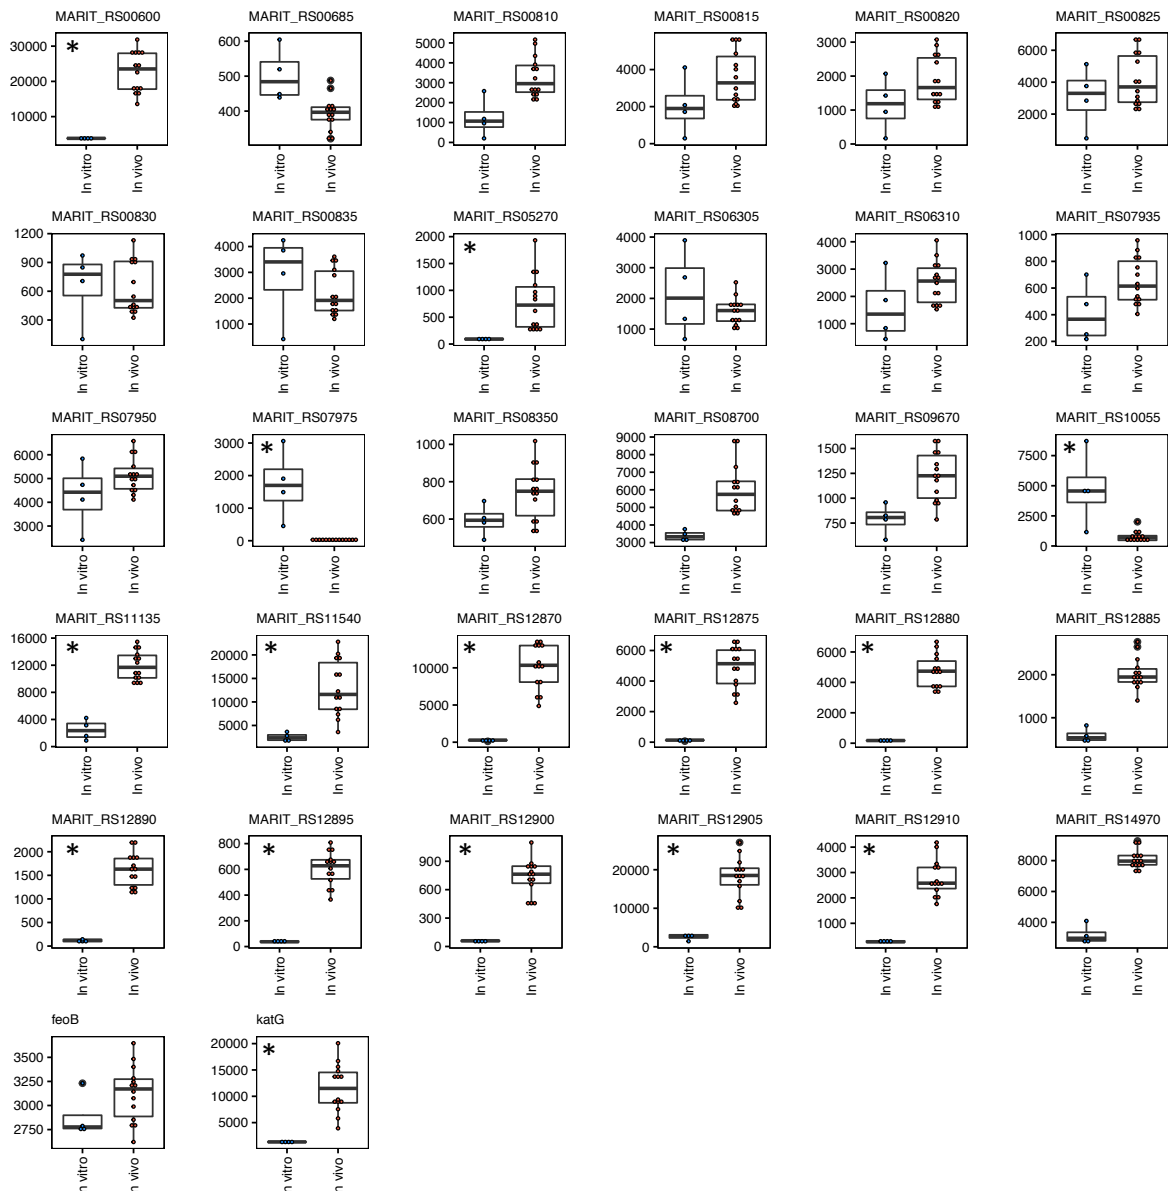 MARIT_RS00600 MARIT_RS00685 MARIT_RS00810 MARIT_RS00815 MARIT_RS00820 MARIT_RS00825
* 30000 20000 10000
600 500 400
5000 4000 3000 2000 1000 0
4000 2000 0
3000 2000 1000 0
6000 4000 2000
In vitro In vivo In vitro In vivo In vitro In vivo In vitro In vivo In vitro In vivo In vitro In vivo
MARIT_RS00830 MARIT_RS00835 MARIT_RS05270 MARIT_RS06305 MARIT_RS06310 MARIT_RS07935
1200 900 600 300
4000 3000 2000 1000
* 2000 1500 1000 500 0
4000 3000 2000 1000
4000 3000 2000 1000
1000 800 600 400 200
In vitro In vivo In vitro In vivo In vitro In vivo In vitro In vivo In vitro In vivo In vitro In vivo
MARIT_RS07950 MARIT_RS07975 MARIT_RS08350 MARIT_RS08700 MARIT_RS09670 MARIT_RS10055
6000 5000 4000 3000
* 3000 2000 1000 0
1000 800 600
9000 8000 7000 6000 5000 4000 3000
1500 1250 1000 750
* 7500 5000 2500 0
In vitro In vivo In vitro In vivo In vitro In vivo In vitro In vivo In vitro In vivo In vitro In vivo
MARIT_RS11135 MARIT_RS11540 MARIT_RS12870 MARIT_RS12875 MARIT_RS12880 MARIT_RS12885
* 16000 12000 8000 4000 0
* 20000 15000 10000 5000
* 10000 5000 0
* 6000 4000 2000 0
* 6000 4000 2000 0
2000 1000
In vitro In vivo In vitro In vivo In vitro In vivo In vitro In vivo In vitro In vivo In vitro In vivo
MARIT_RS12890 MARIT_RS12895 MARIT_RS12900 MARIT_RS12905 MARIT_RS12910 MARIT_RS14970
* 2000 1500 1000 500 0
* 800 600 400 200 0
* 900 600 300 0
* 20000 10000 0
* 4000 3000 2000 1000 0
8000 6000 4000
In vitro In vivo In vitro In vivo In vitro In vivo In vitro In vivo In vitro In vivo In vitro In vivo
feoB katG
3500 3250 3000 2750
* 20000 15000 10000 5000
In vitro In vivo In vitro In vivo